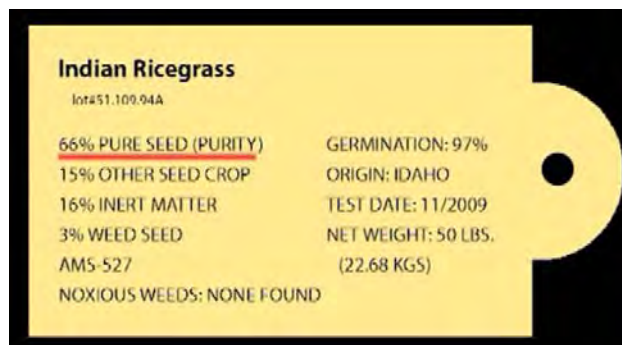 Indian Ricegrass
lot#51.109.94A
66% PURE SEED (PURITY)
15% OTHER SEED CROP
16% INERT MATTER
3% WEED SEED
AMS-527
NOXIOUS WEEDS: NONE FOUND
GERMINATION: 97%
ORIGIN: IDAHO
TEST DATE: 11/2009
NET WEIGHT: 50 LBS.
(22.68 KGS)